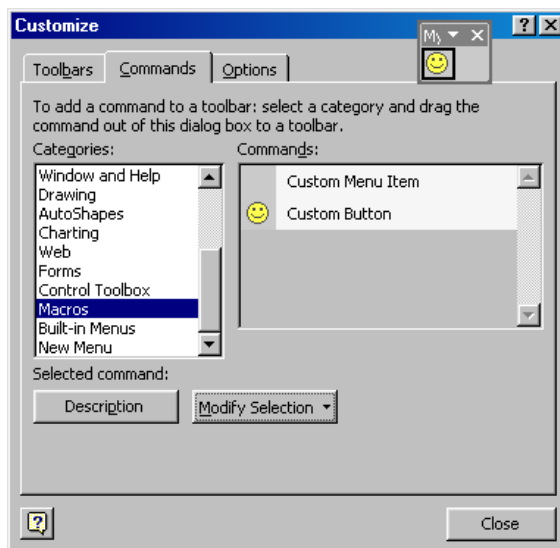 Customize
My
Toolbars Commands Options
To add a command to a toolbar: select a category and drag the
command out of this dialog box to a toolbar.
Categories: Commands:
Window and Help
Drawing
AutoShapes
Charting
Web
Forms
Control Toolbox
Macros
Built-in Menus
New Menu
Custom Menu Item
Custom Button
Selected command:
Description Modify Selection
Close